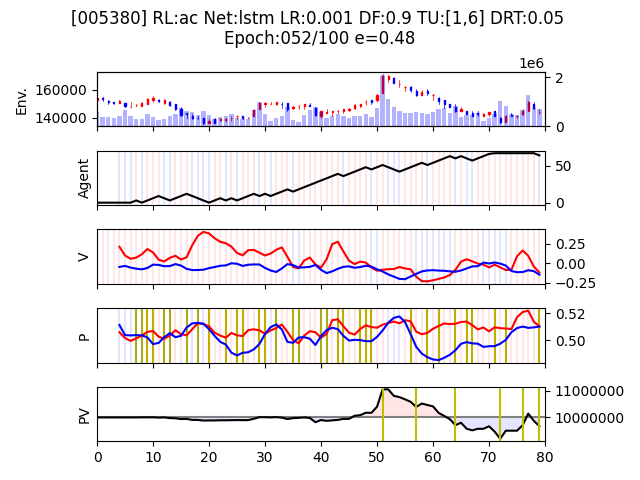 [005380] RL:ac Net:lstm LR:0.001 DF:0.9 TU:[1,6] DRT:0.05
Epoch:052/100 e=0.48
1e6
Env.
160000
140000
2
0
Agent
50
0
V
0.25
0.00
−0.25
P
0.52
0.50
PV
11000000
10000000
0 10 20 30 40 50 60 70 80